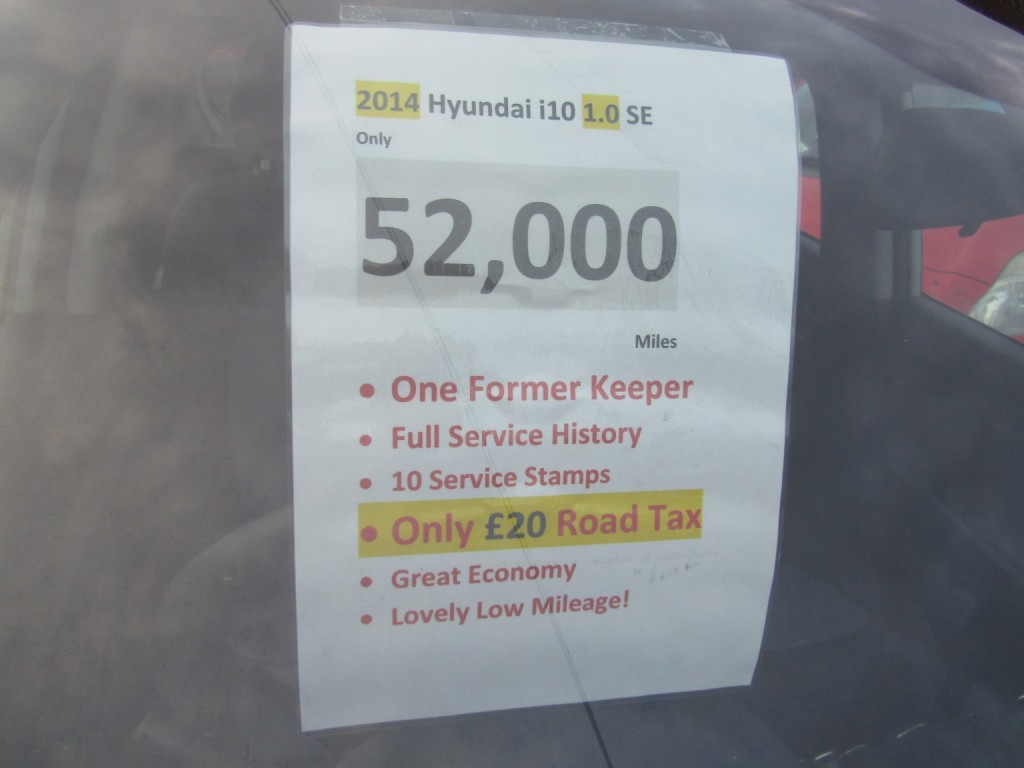 2014 Hyundai i10 1.0 SE
Only
52,000
Miles
• One Former Keeper
• Full Service History
• 10 Service Stamps
• Only £20 Road Tax
• Great Economy
• Lovely Low Mileage!